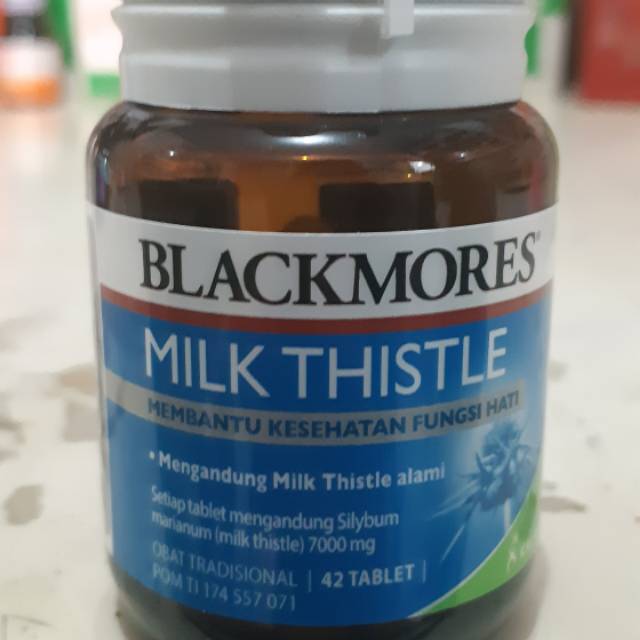 BLACKMORES®
MILK THISTLE
MEMBANTU KESEHATAN FUNGSI HATI
• Mengandung Milk Thistle alami
Setiap tablet mengandung Silybum
marianum (milk thistle) 7000 mg
OBAT TRADISIONAL | 42 TABLET |
POM TI 174 557 071